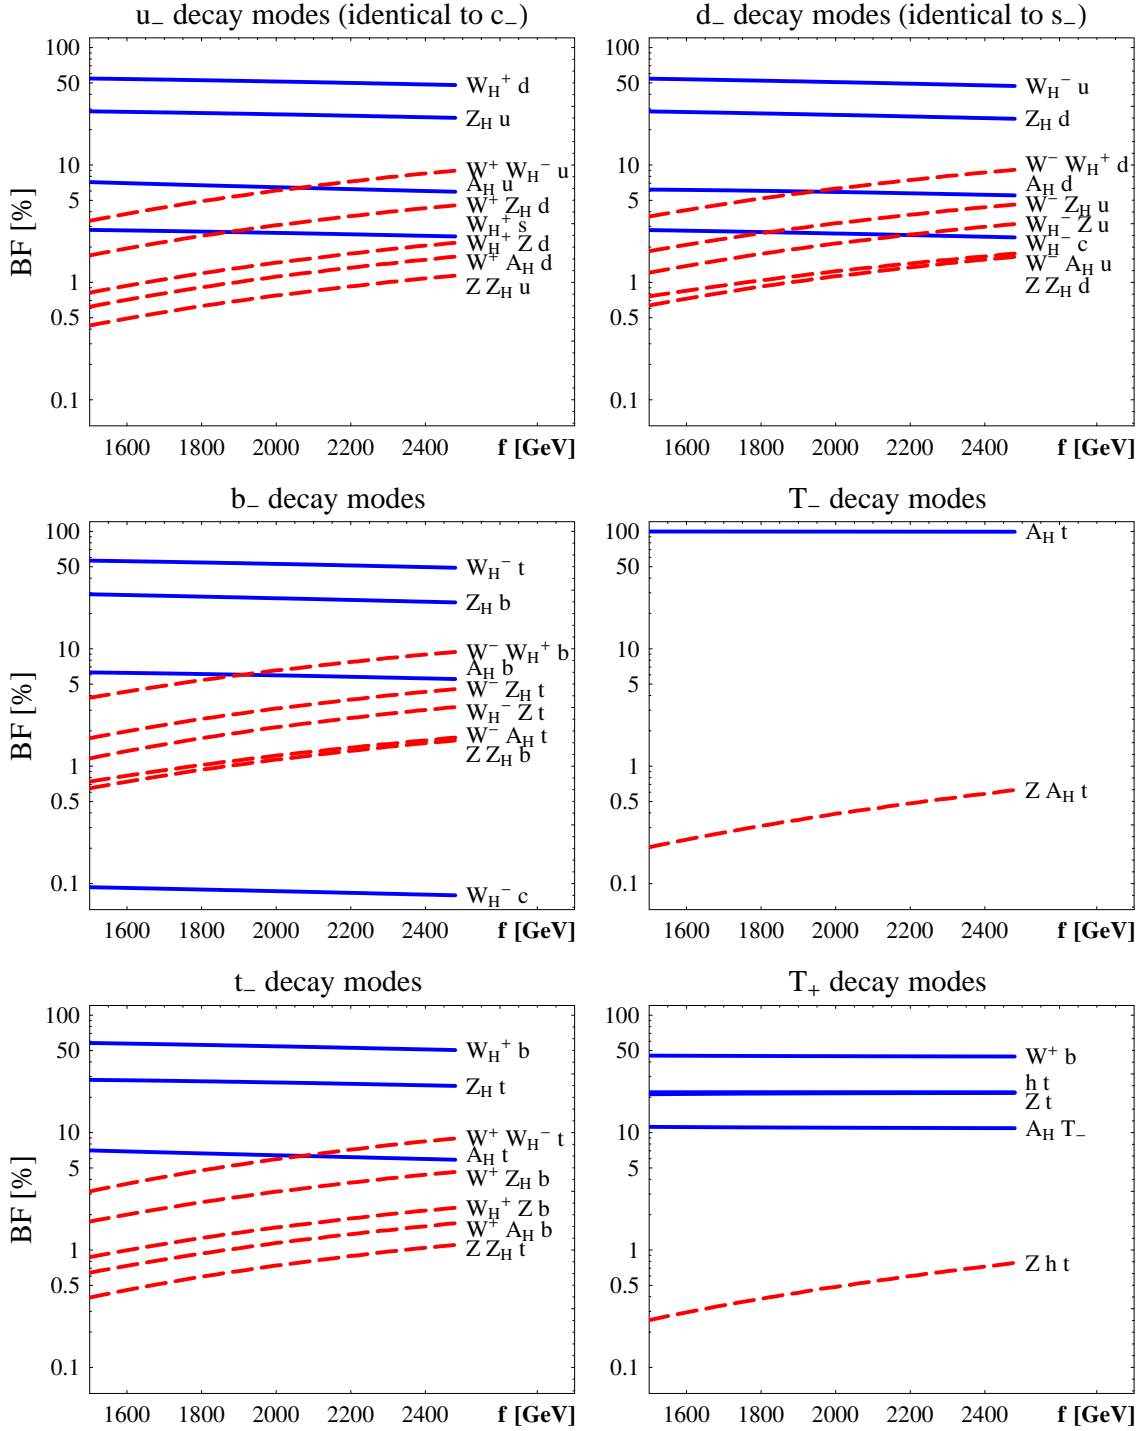 u₋ decay modes (identical to c₋)
BF [%]
100
50
10
5
1
0.5
0.1
W_H⁺ d
Z_H u
W⁺ W_H⁻ u
A_H u
W⁺ Z_H d
W_H⁺ s
W_H⁺ Z d
W⁺ A_H d
Z Z_H u
1600 1800 2000 2200 2400 f [GeV]
d₋ decay modes (identical to s₋)
100
50
10
5
1
0.5
0.1
W_H⁻ u
Z_H d
W⁻ W_H⁺ d
A_H d
W⁻ Z_H u
W_H⁻ Z u
W_H⁻ c
W⁻ A_H u
Z Z_H d
1600 1800 2000 2200 2400 f [GeV]
b₋ decay modes
BF [%]
100
50
10
5
1
0.5
0.1
W_H⁻ t
Z_H b
W⁻ W_H⁺ b
A_H b
W⁻ Z_H t
W_H⁻ Z t
W⁻ A_H t
Z Z_H b
W_H⁻ c
1600 1800 2000 2200 2400 f [GeV]
T₋ decay modes
100
50
10
5
1
0.5
0.1
A_H t
Z A_H t
1600 1800 2000 2200 2400 f [GeV]
t₋ decay modes
BF [%]
100
50
10
5
1
0.5
0.1
W_H⁺ b
Z_H t
W⁺ W_H⁻ t
A_H t
W⁺ Z_H b
W_H⁺ Z b
W⁺ A_H b
Z Z_H t
1600 1800 2000 2200 2400 f [GeV]
T₊ decay modes
100
50
10
5
1
0.5
0.1
W⁺ b
h t
Z t
A_H T₋
Z h t
1600 1800 2000 2200 2400 f [GeV]